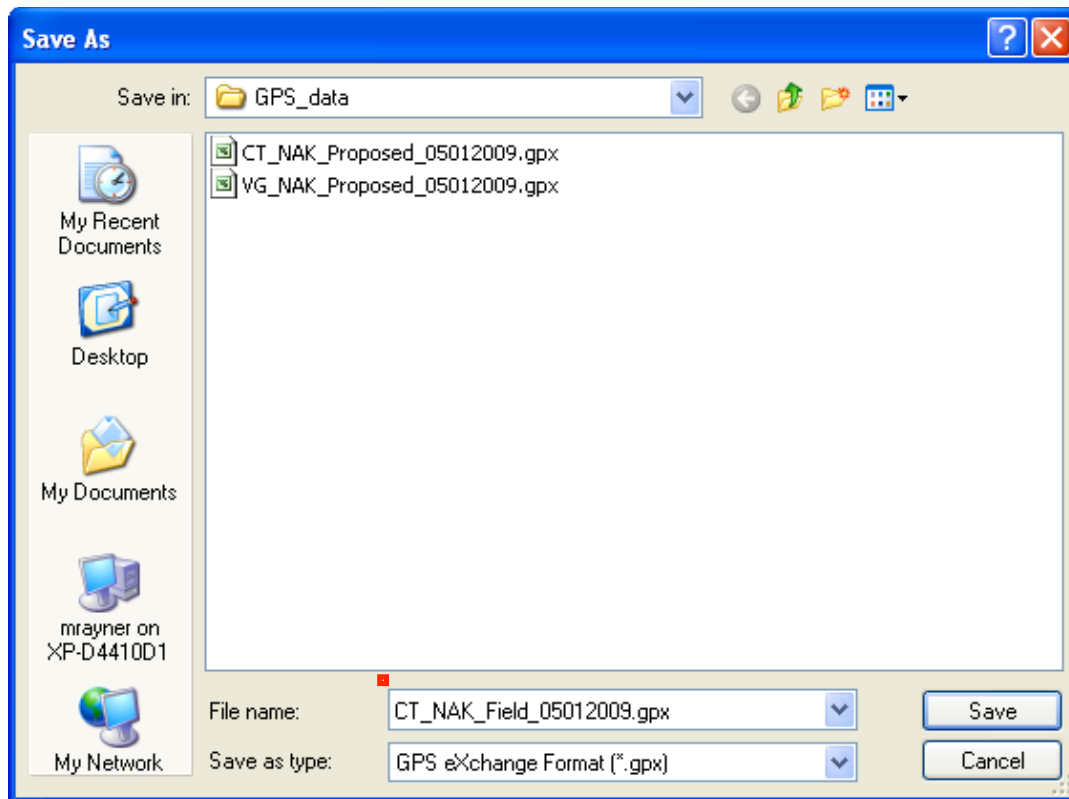 Save As
Save in:
GPS_data
CT_NAK_Proposed_05012009.gpx
VG_NAK_Proposed_05012009.gpx
My Recent
Documents
Desktop
My Documents
mrayner on
XP-D4410D1
My Network
File name:
CT_NAK_Field_05012009.gpx
Save
Save as type:
GPS eXchange Format (*.gpx)
Cancel